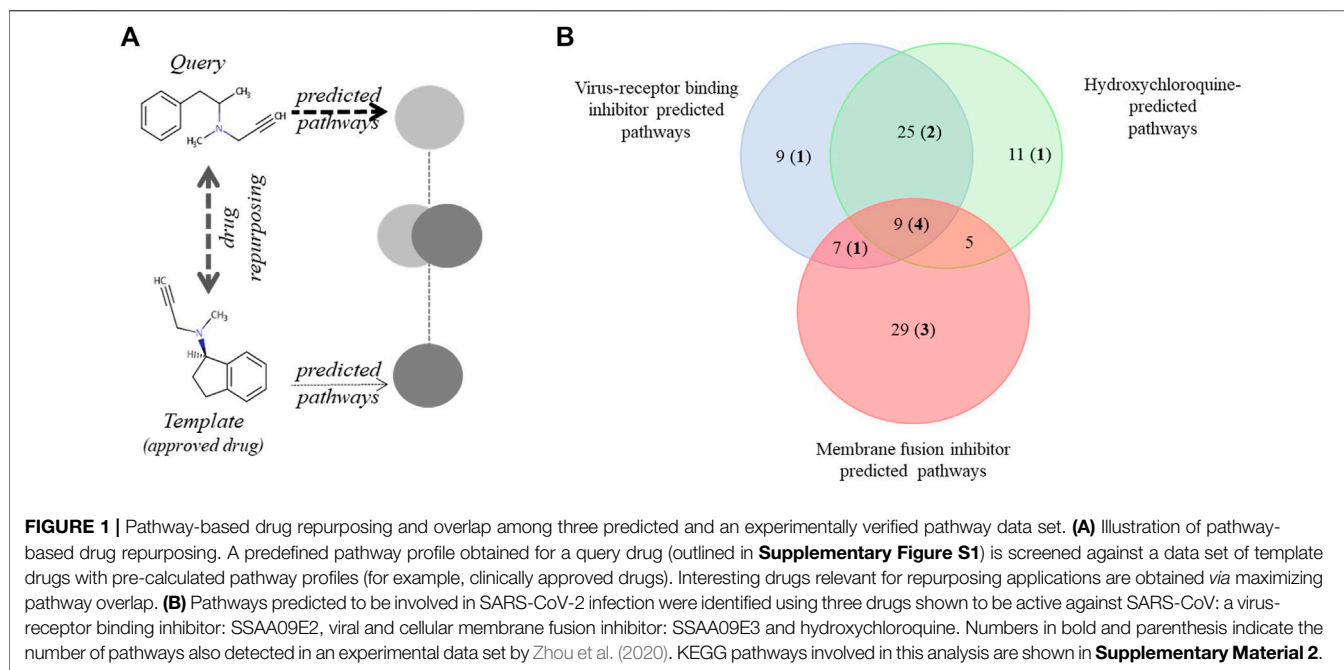 A
Query
CH₃
N
H₃C
CH
predicted
pathways
drug
repurposing
HC
CH₃
N
H
predicted
pathways
Template
(approved drug)
B
Virus-receptor binding
inhibitor predicted
pathways
Hydroxychloroquine-
predicted
pathways
9 (1)
25 (2)
11 (1)
9 (4)
7 (1)
5
29 (3)
Membrane fusion inhibitor
predicted pathways
FIGURE 1 | Pathway-based drug repurposing and overlap among three predicted and an experimentally verified pathway data set. (A) Illustration of pathway-
based drug repurposing. A predefined pathway profile obtained for a query drug (outlined in Supplementary Figure S1) is screened against a data set of template
drugs with pre-calculated pathway profiles (for example, clinically approved drugs). Interesting drugs relevant for repurposing applications are obtained via maximizing
pathway overlap. (B) Pathways predicted to be involved in SARS-CoV-2 infection were identified using three drugs shown to be active against SARS-CoV: a virus-
receptor binding inhibitor: SSAA09E2, viral and cellular membrane fusion inhibitor: SSAA09E3 and hydroxychloroquine. Numbers in bold and parenthesis indicate the
number of pathways also detected in an experimental data set by Zhou et al. (2020). KEGG pathways involved in this analysis are shown in Supplementary Material 2.